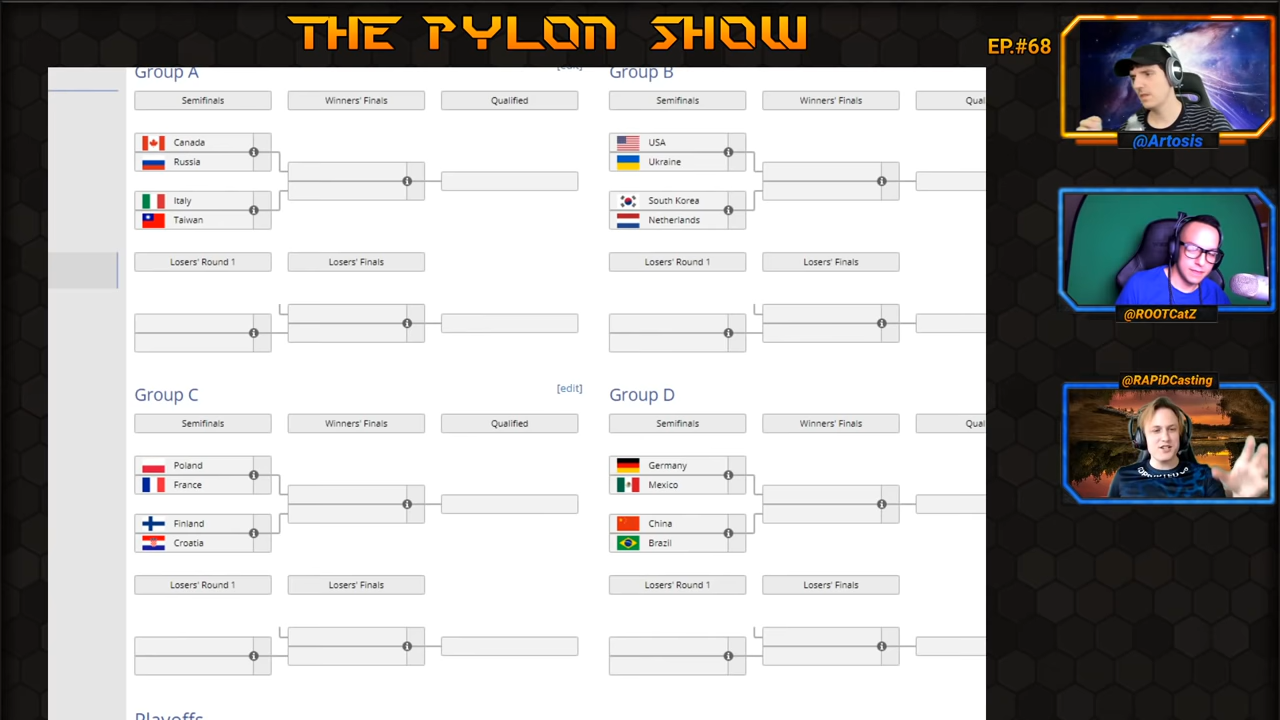 THE PYLON SHOW
EP.#68
@Artosis
@ROOTCatZ
@RAPiDCasting
Group A
[edit]
Semifinals
Winners' Finals
Qualified
Canada
Russia
Italy
Taiwan
Losers' Round 1
Losers' Finals
Group B
Semifinals
Winners' Finals
Qual
USA
Ukraine
South Korea
Netherlands
Losers' Round 1
Losers' Finals
Group C
[edit]
Semifinals
Winners' Finals
Qualified
Poland
France
Finland
Croatia
Losers' Round 1
Losers' Finals
Group D
Semifinals
Winners' Finals
Qual
Germany
Mexico
China
Brazil
Losers' Round 1
Losers' Finals
Playoffs